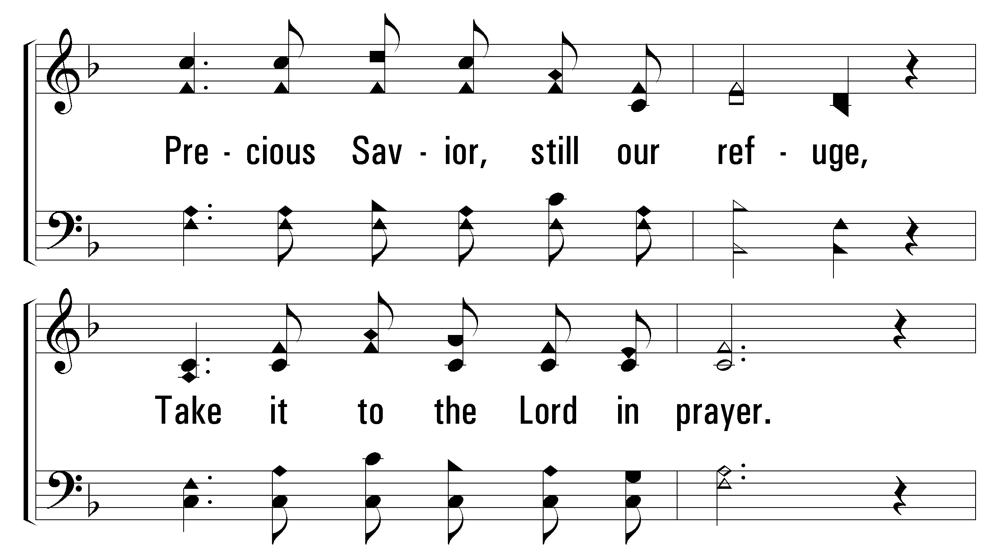 Pre - cious Sav - ior, still our ref - uge,
Take it to the Lord in prayer.